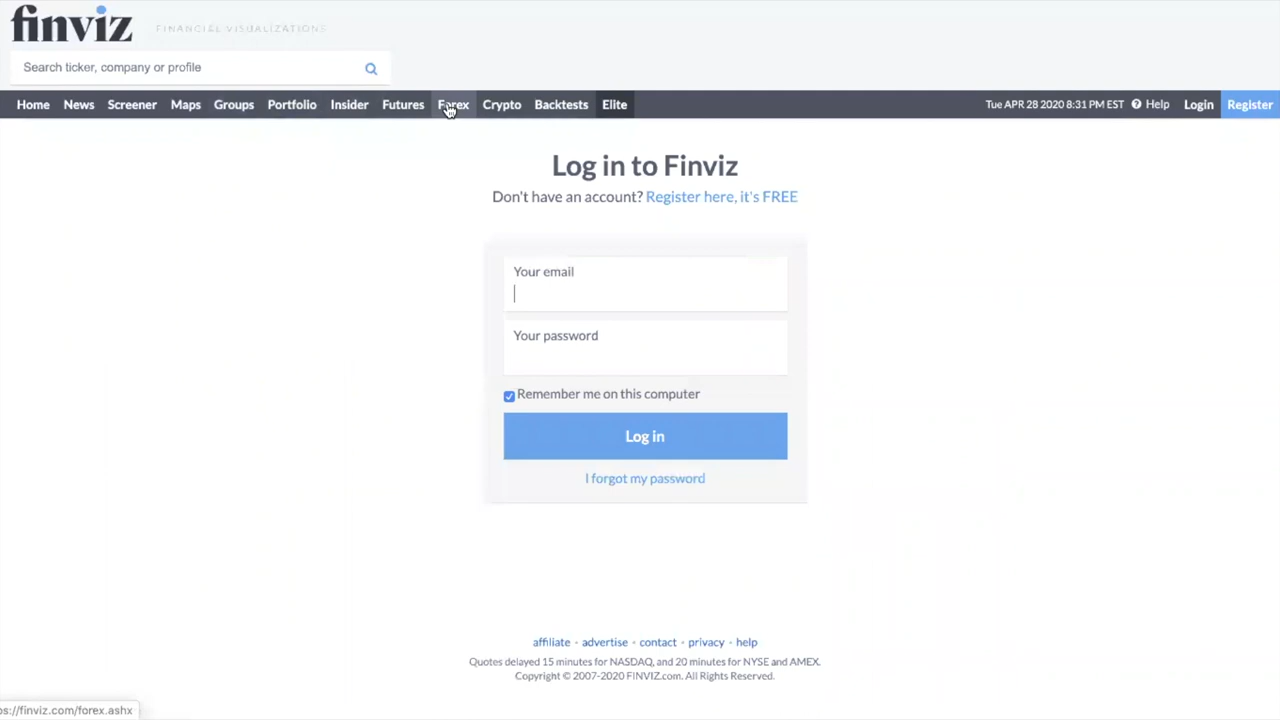 finviz FINANCIAL VISUALIZATIONS
Search ticker, company or profile
Home News Screener Maps Groups Portfolio Insider Futures Forex Crypto Backtests Elite Tue APR 28 2020 8:31 PM EST Help Login Register
Log in to Finviz
Don't have an account? Register here, it's FREE
Your email
Your password
Remember me on this computer
Log in
I forgot my password
affiliate • advertise • contact • privacy • help
Quotes delayed 15 minutes for NASDAQ, and 20 minutes for NYSE and AMEX.
Copyright © 2007-2020 FINVIZ.com. All Rights Reserved.
ps://finviz.com/forex.ashx